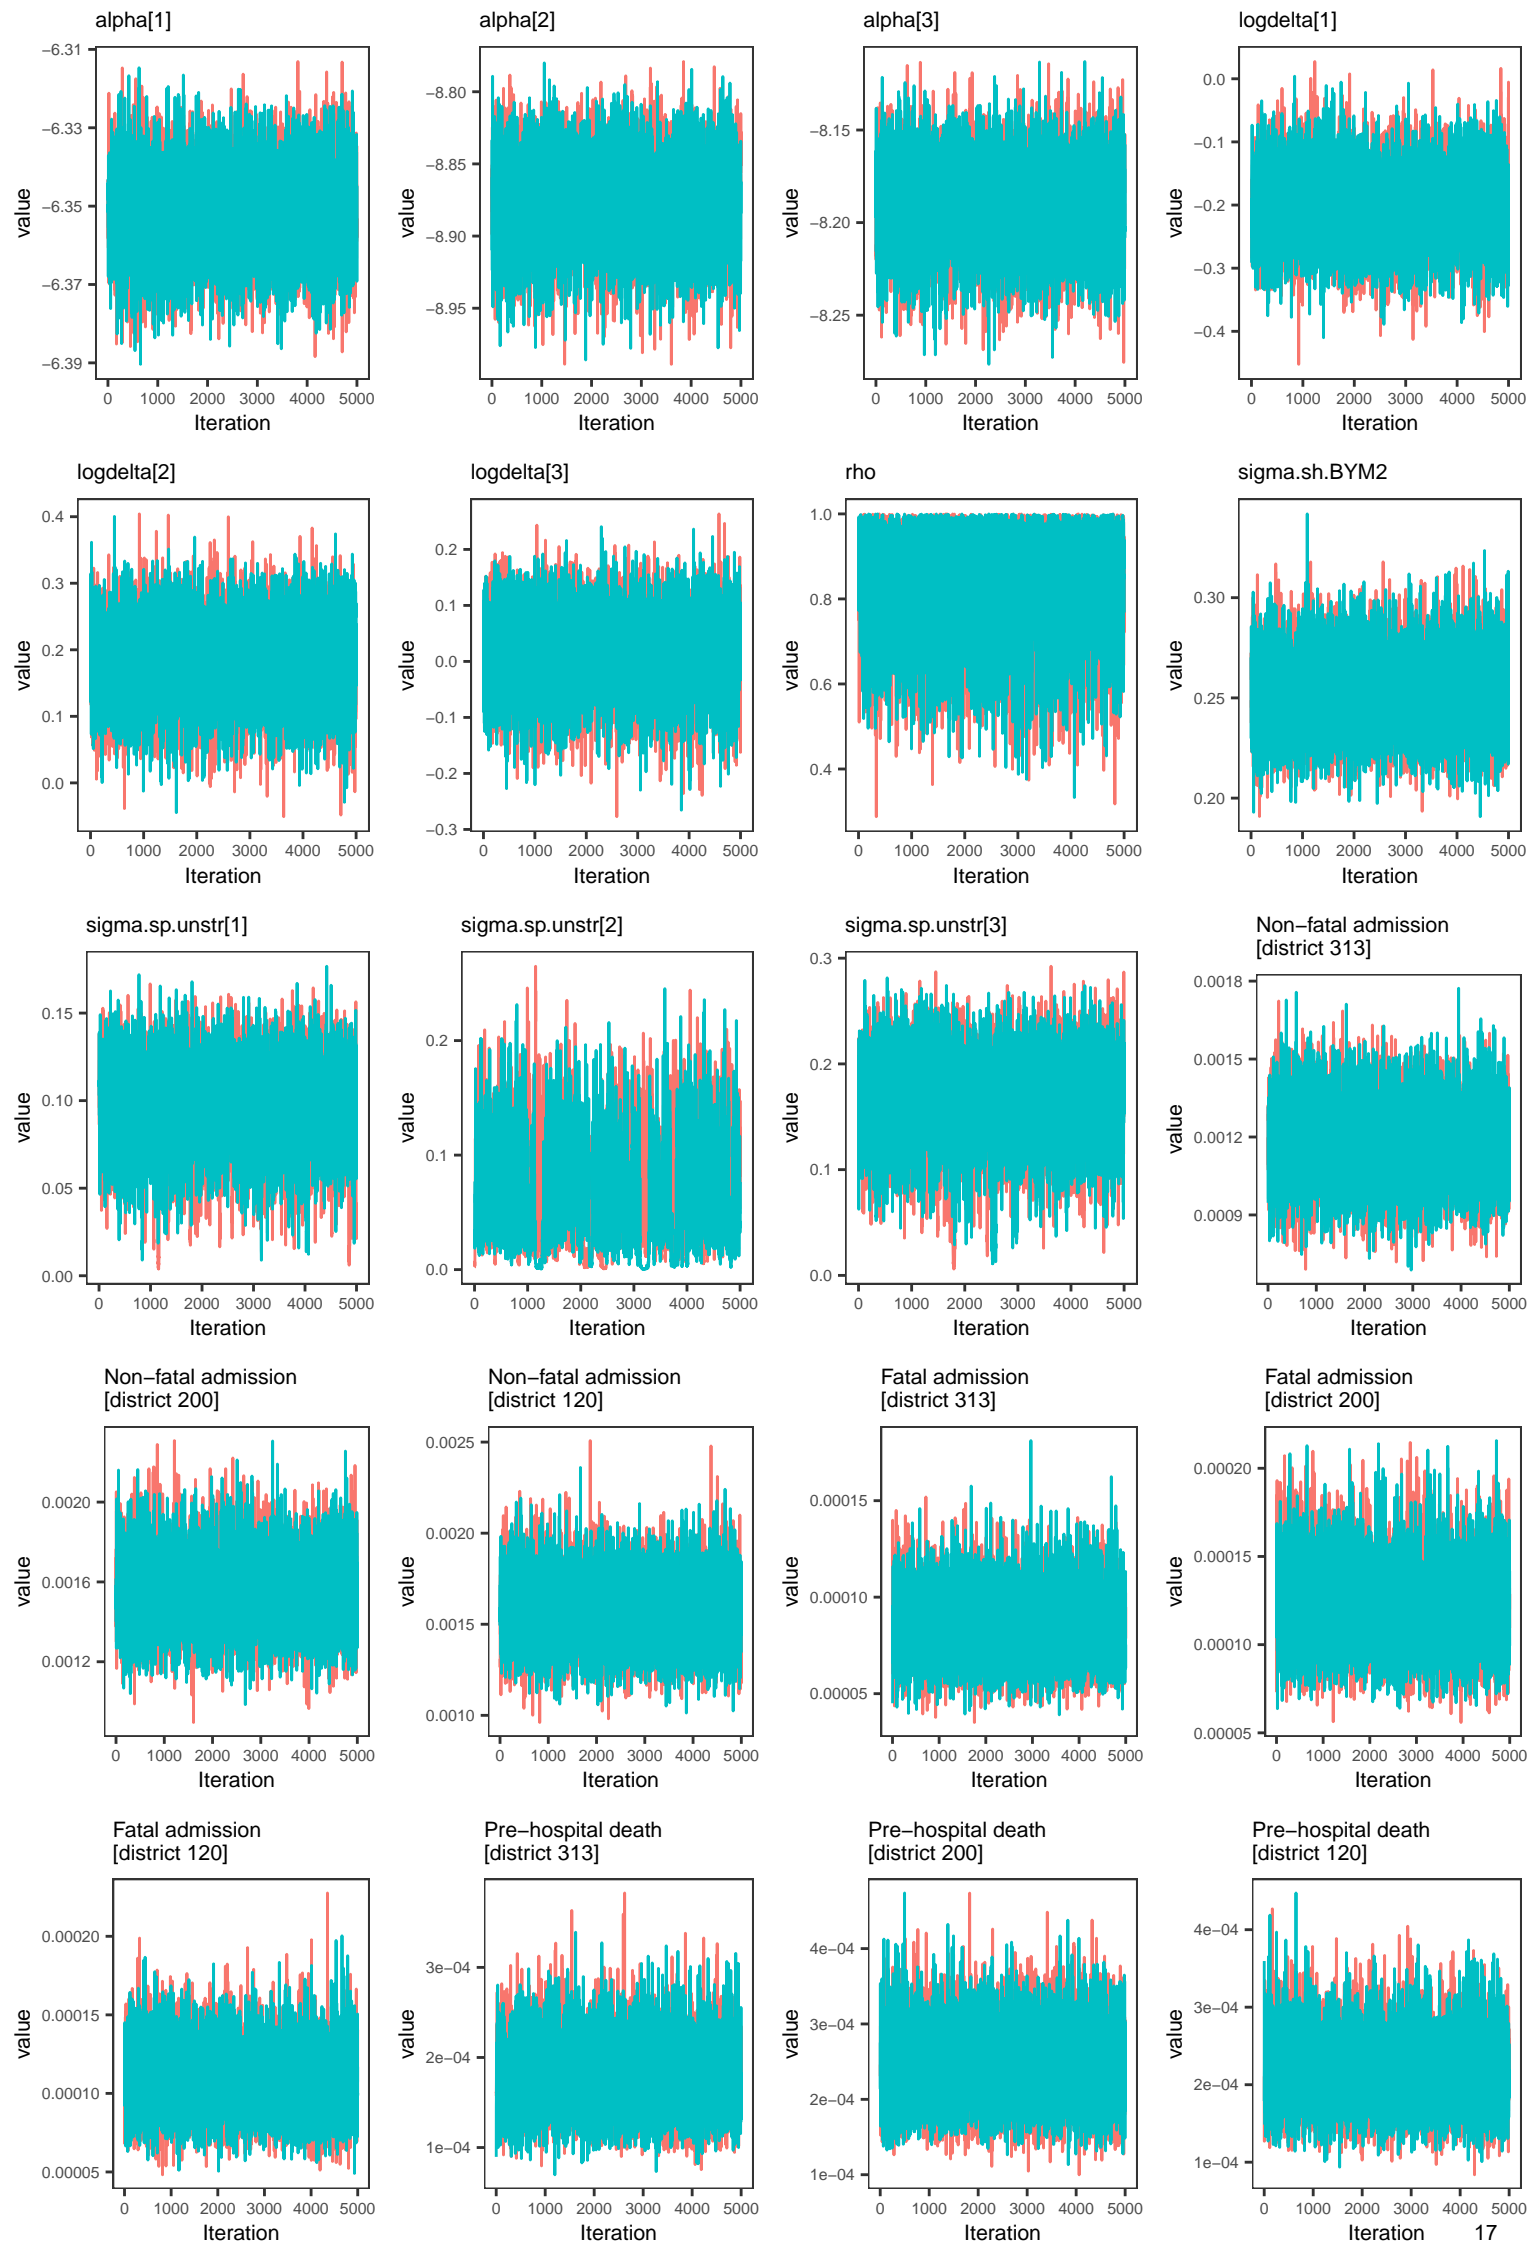 alpha[1]
alpha[2]
alpha[3]
logdelta[1]
−6.31
−6.33
−6.35
−6.37
−6.39
value
0 1000 2000 3000 4000 5000
Iteration
−8.80
−8.85
−8.90
−8.95
value
0 1000 2000 3000 4000 5000
Iteration
−8.15
−8.20
−8.25
value
0 1000 2000 3000 4000 5000
Iteration
0.0
−0.1
−0.2
−0.3
−0.4
value
0 1000 2000 3000 4000 5000
Iteration
logdelta[2]
logdelta[3]
rho
sigma.sh.BYM2
0.4
0.3
0.2
0.1
0.0
value
0 1000 2000 3000 4000 5000
Iteration
0.2
0.1
0.0
−0.1
−0.2
−0.3
value
0 1000 2000 3000 4000 5000
Iteration
1.0
0.8
0.6
0.4
value
0 1000 2000 3000 4000 5000
Iteration
0.30
0.25
0.20
value
0 1000 2000 3000 4000 5000
Iteration
sigma.sp.unstr[1]
sigma.sp.unstr[2]
sigma.sp.unstr[3]
Non−fatal admission
[district 313]
0.15
0.10
0.05
0.00
value
0 1000 2000 3000 4000 5000
Iteration
0.2
0.1
0.0
value
0 1000 2000 3000 4000 5000
Iteration
0.3
0.2
0.1
0.0
value
0 1000 2000 3000 4000 5000
Iteration
0.0018
0.0015
0.0012
0.0009
value
0 1000 2000 3000 4000 5000
Iteration
Non−fatal admission
[district 200]
Non−fatal admission
[district 120]
Fatal admission
[district 313]
Fatal admission
[district 200]
0.0020
0.0016
0.0012
value
0 1000 2000 3000 4000 5000
Iteration
0.0025
0.0020
0.0015
0.0010
value
0 1000 2000 3000 4000 5000
Iteration
0.00015
0.00010
0.00005
value
0 1000 2000 3000 4000 5000
Iteration
0.00020
0.00015
0.00010
0.00005
value
0 1000 2000 3000 4000 5000
Iteration
Fatal admission
[district 120]
Pre−hospital death
[district 313]
Pre−hospital death
[district 200]
Pre−hospital death
[district 120]
0.00020
0.00015
0.00010
0.00005
value
0 1000 2000 3000 4000 5000
Iteration
3e−04
2e−04
1e−04
value
0 1000 2000 3000 4000 5000
Iteration
4e−04
3e−04
2e−04
1e−04
value
0 1000 2000 3000 4000 5000
Iteration
4e−04
3e−04
2e−04
1e−04
value
0 1000 2000 3000 4000 5000
Iteration
17